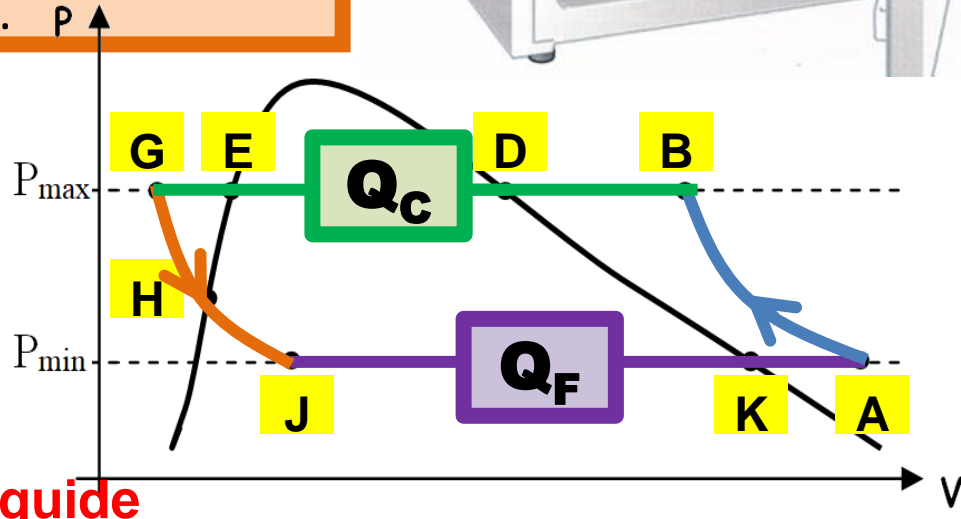 . P
G E D B
Pmax
QC
H
Pmin
QF
J K A
V
quide